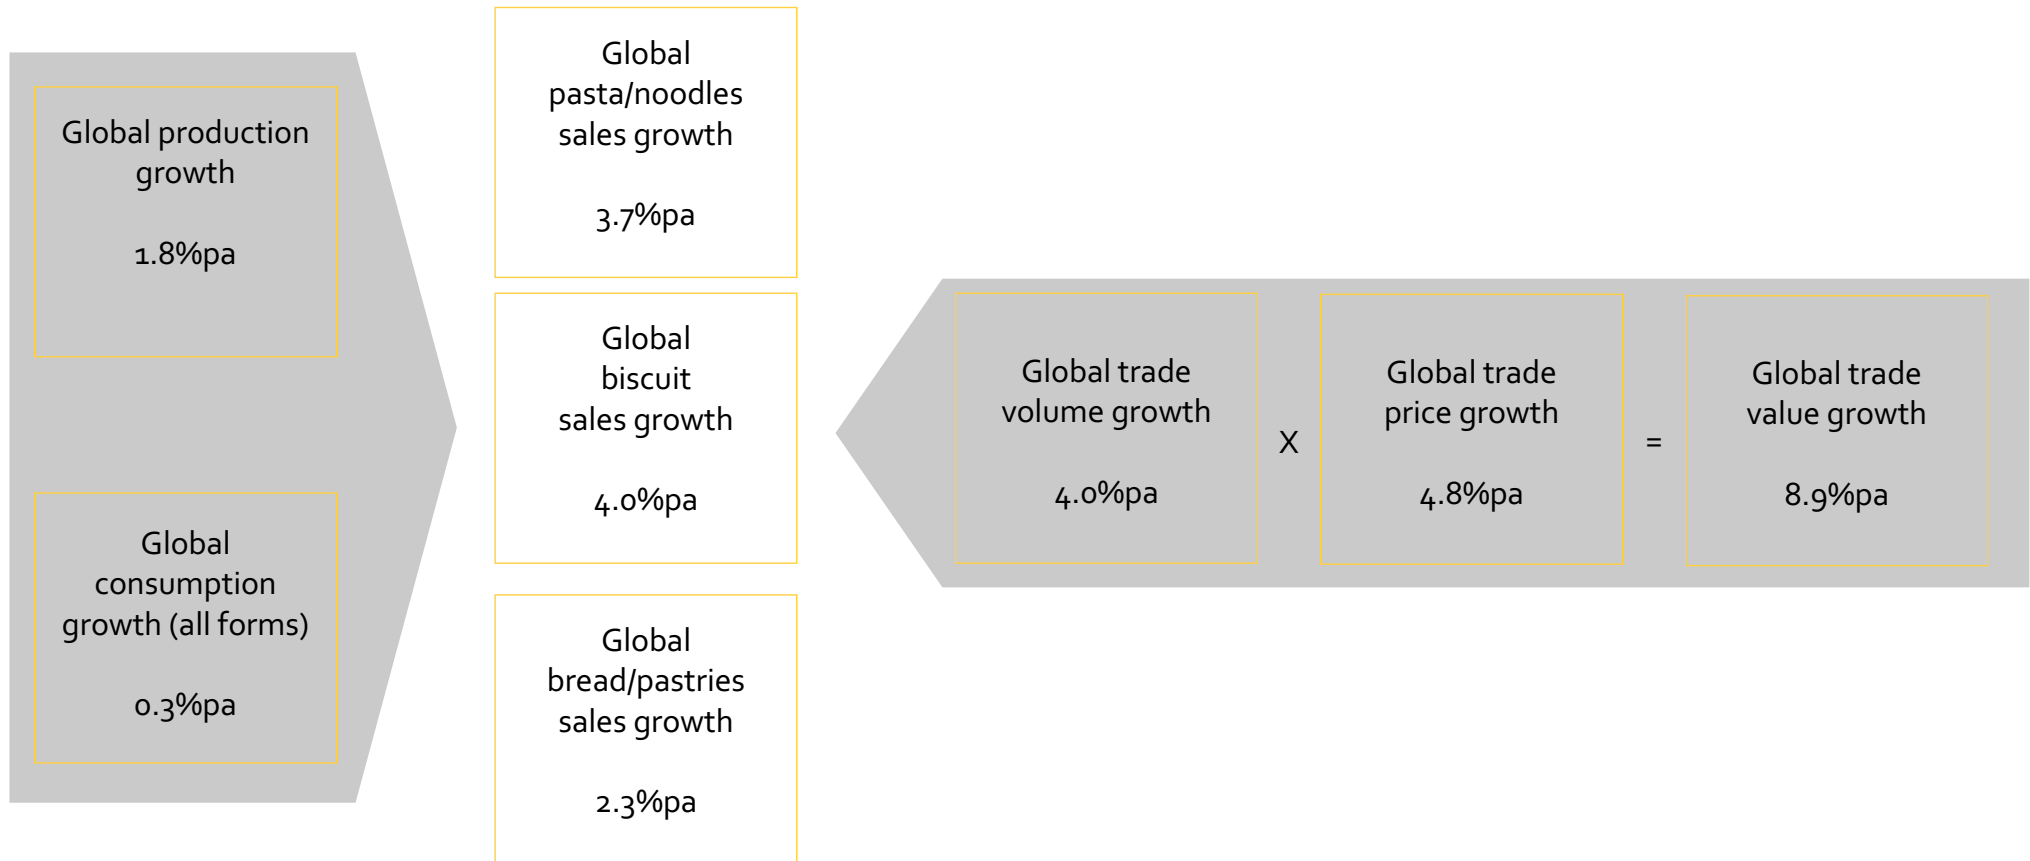 Global production
growth
1.8%pa
Global
consumption
growth (all forms)
0.3%pa
Global
pasta/noodles
sales growth
3.7%pa
Global
biscuit
sales growth
4.0%pa
Global
bread/pastries
sales growth
2.3%pa
Global trade
volume growth
4.0%pa
X
Global trade
price growth
4.8%pa
=
Global trade
value growth
8.9%pa